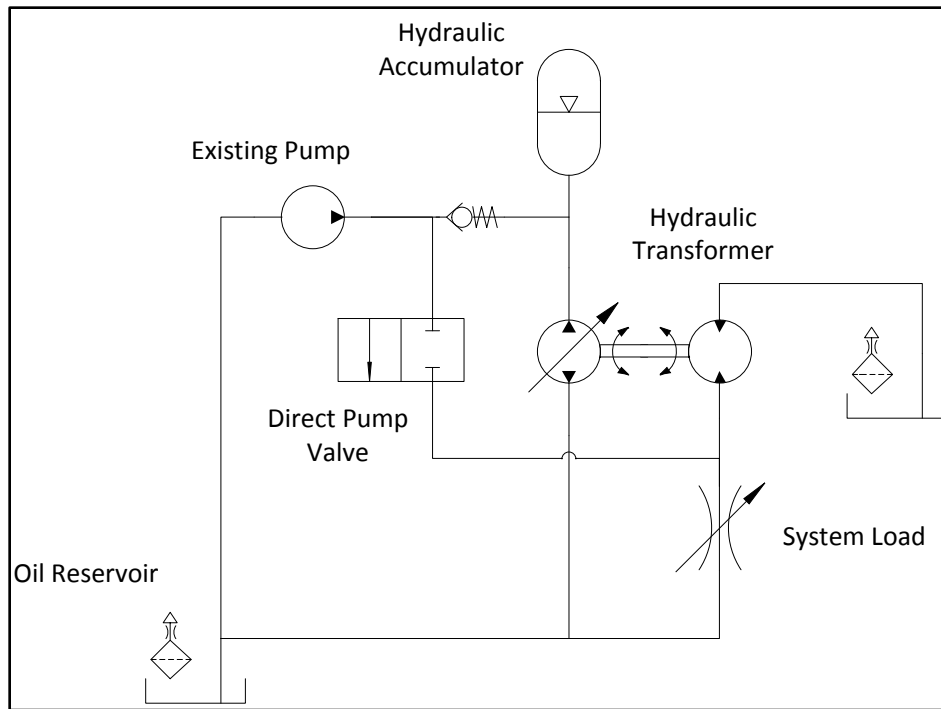 Hydraulic
Accumulator
Existing Pump
Hydraulic
Transformer
Direct Pump
Valve
System Load
Oil Reservoir